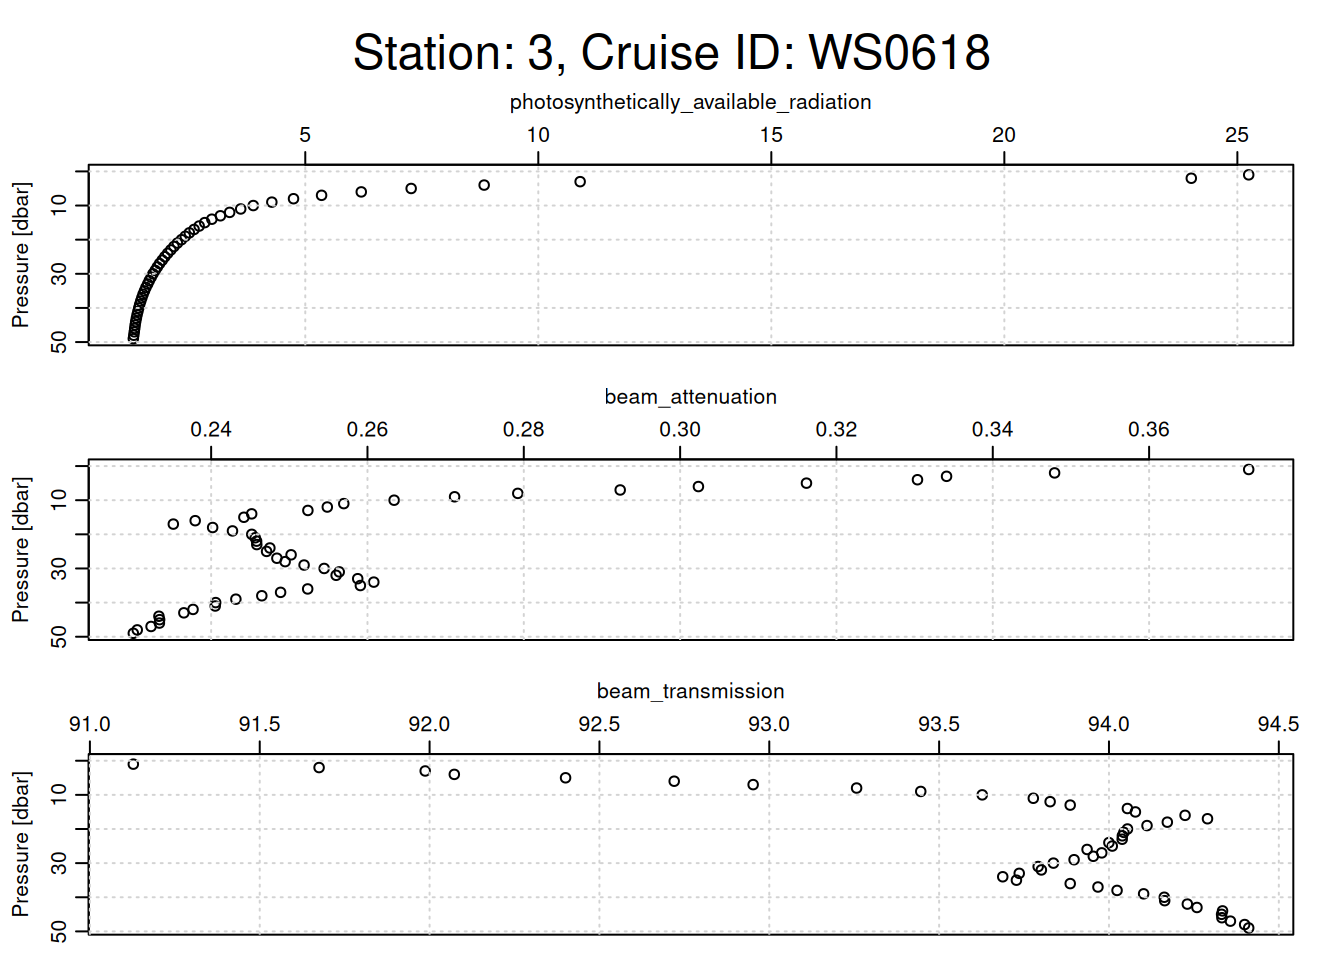 Station: 3, Cruise ID: WS0618
photosynthetically_available_radiation
5 10 15 20 25
Pressure [dbar]
10
30
50
beam_attenuation
0.24 0.26 0.28 0.30 0.32 0.34 0.36
Pressure [dbar]
10
30
50
beam_transmission
91.0 91.5 92.0 92.5 93.0 93.5 94.0 94.5
Pressure [dbar]
10
30
50